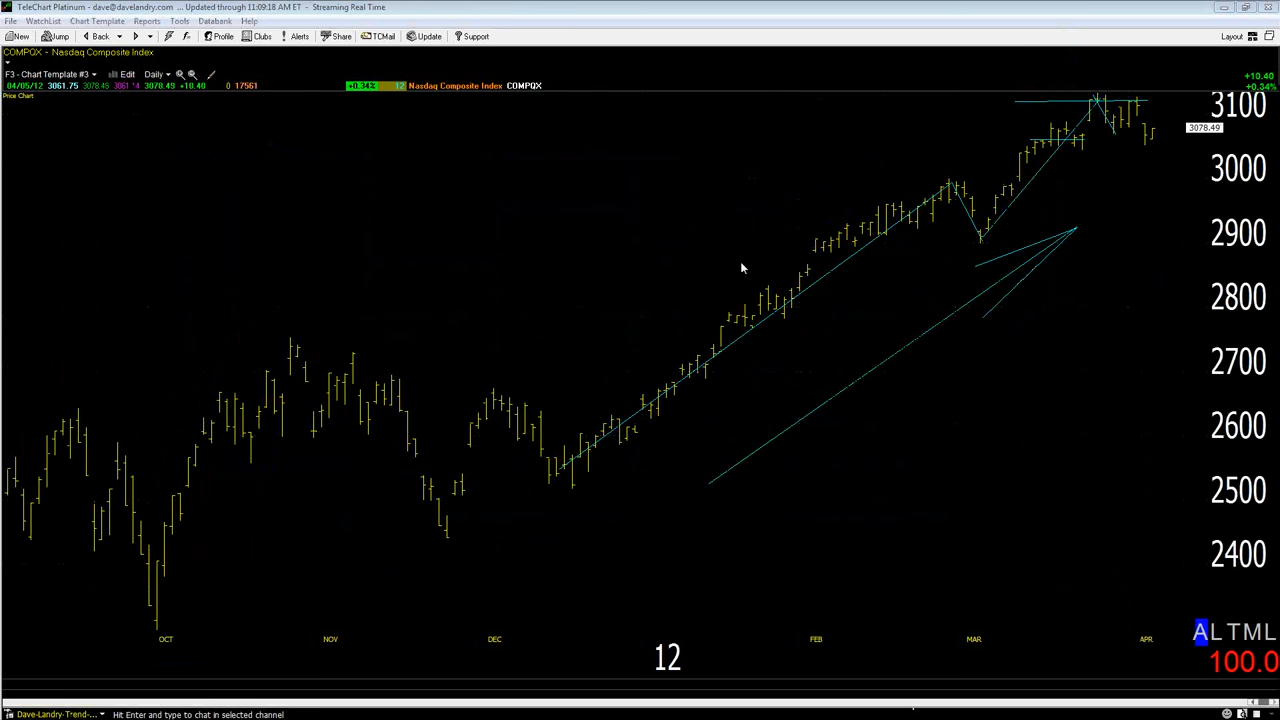 TeleChart Platinum - dave@davelandry.com ... Updated through 11:09:18 AM ET - Streaming Real Time
File WatchList Chart Template Reports Tools Databank Help
New Jump Back Profile Clubs Alerts Share TCMail Update Support Layout
COMPQX - Nasdaq Composite Index
F3 - Chart Template #3 Edit Daily
+10.40
04/05/12 3061.75 3078.49 3061.14 3078.49 +10.40 0 17561 +0.34% 12 Nasdaq Composite Index COMPQX +0.34%
Price Chart
3100
3078.49
3000
2900
2800
2700
2600
2500
2400
OCT NOV DEC 12 FEB MAR APR
ALTML
100.0
Dave-Landry-Trend-... Hit Enter and type to chat in selected channel